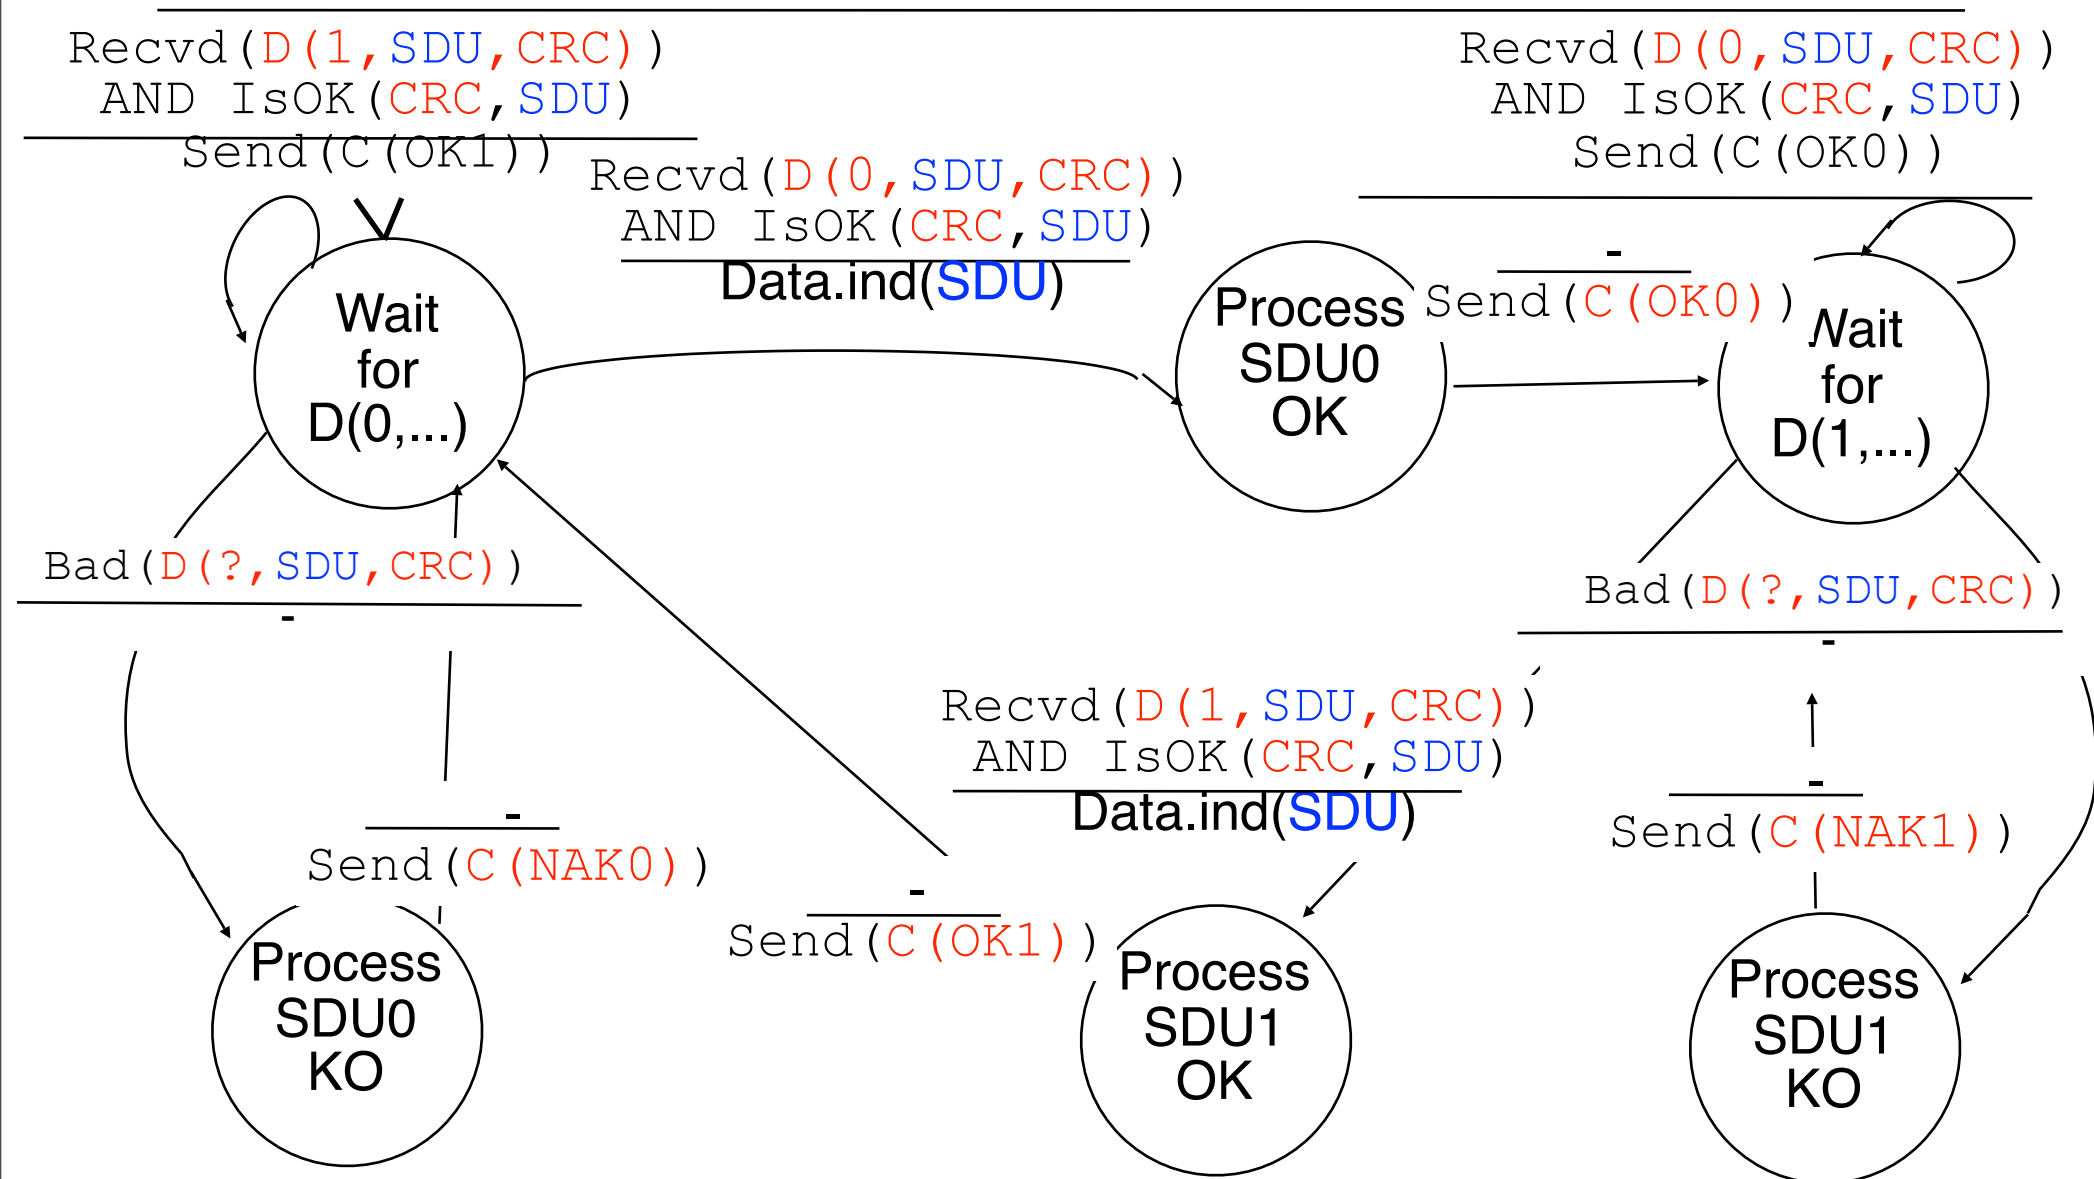 Recvd(D(1,SDU,CRC))
AND IsOK(CRC,SDU)
Send(C(OK1))
Recvd(D(0,SDU,CRC))
AND IsOK(CRC,SDU)
Data.ind(SDU)
Recvd(D(0,SDU,CRC))
AND IsOK(CRC,SDU)
Send(C(OK0))
-
Send(C(OK0))
Wait
for
D(0,...)
Process
SDU0
OK
Wait
for
D(1,...)
Bad(D(?,SDU,CRC))
-
Bad(D(?,SDU,CRC))
-
Recvd(D(1,SDU,CRC))
AND IsOK(CRC,SDU)
Data.ind(SDU)
-
Send(C(NAK0))
-
Send(C(OK1))
-
Send(C(NAK1))
Process
SDU0
KO
Process
SDU1
OK
Process
SDU1
KO